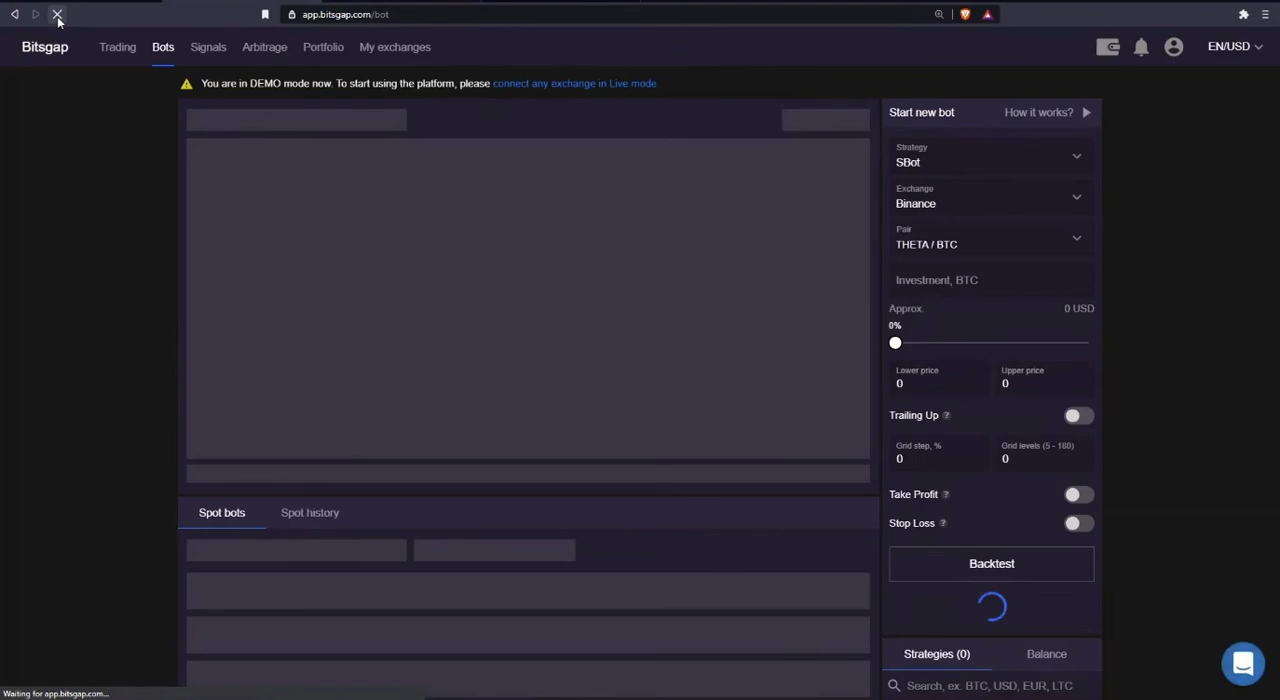 app.bitsgap.com/bot
Bitsgap Trading Bots Signals Arbitrage Portfolio My exchanges EN/USD
You are in DEMO mode now. To start using the platform, please connect any exchange in Live mode
Start new bot How it works?
Strategy
SBot
Exchange
Binance
Pair
THETA / BTC
Investment, BTC
Approx. 0 USD
0%
Lower price Upper price
0 0
Trailing Up ?
Grid step, % Grid levels (5 - 180)
0 0
Take Profit ?
Stop Loss ?
Spot bots Spot history
Backtest
Strategies (0) Balance
Search, ex. BTC, USD, EUR, LTC
Waiting for app.bitsgap.com...